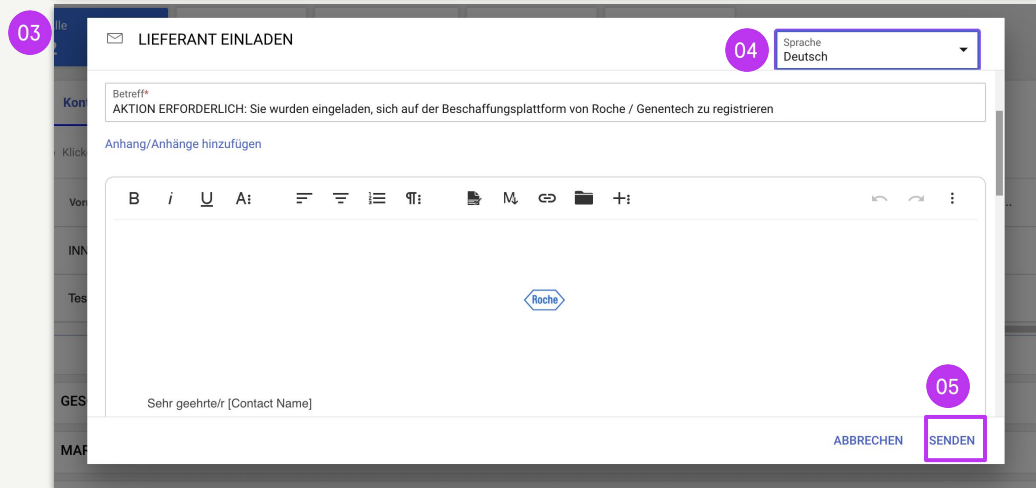 03
LIEFERANT EINLADEN
04
Sprache
Deutsch
Betreff*
AKTION ERFORDERLICH: Sie wurden eingeladen, sich auf der Beschaffungsplattform von Roche / Genentech zu registrieren
Anhang/Anhänge hinzufügen
B i U A
Roche
Sehr geehrte/r [Contact Name]
05
ABBRECHEN SENDEN